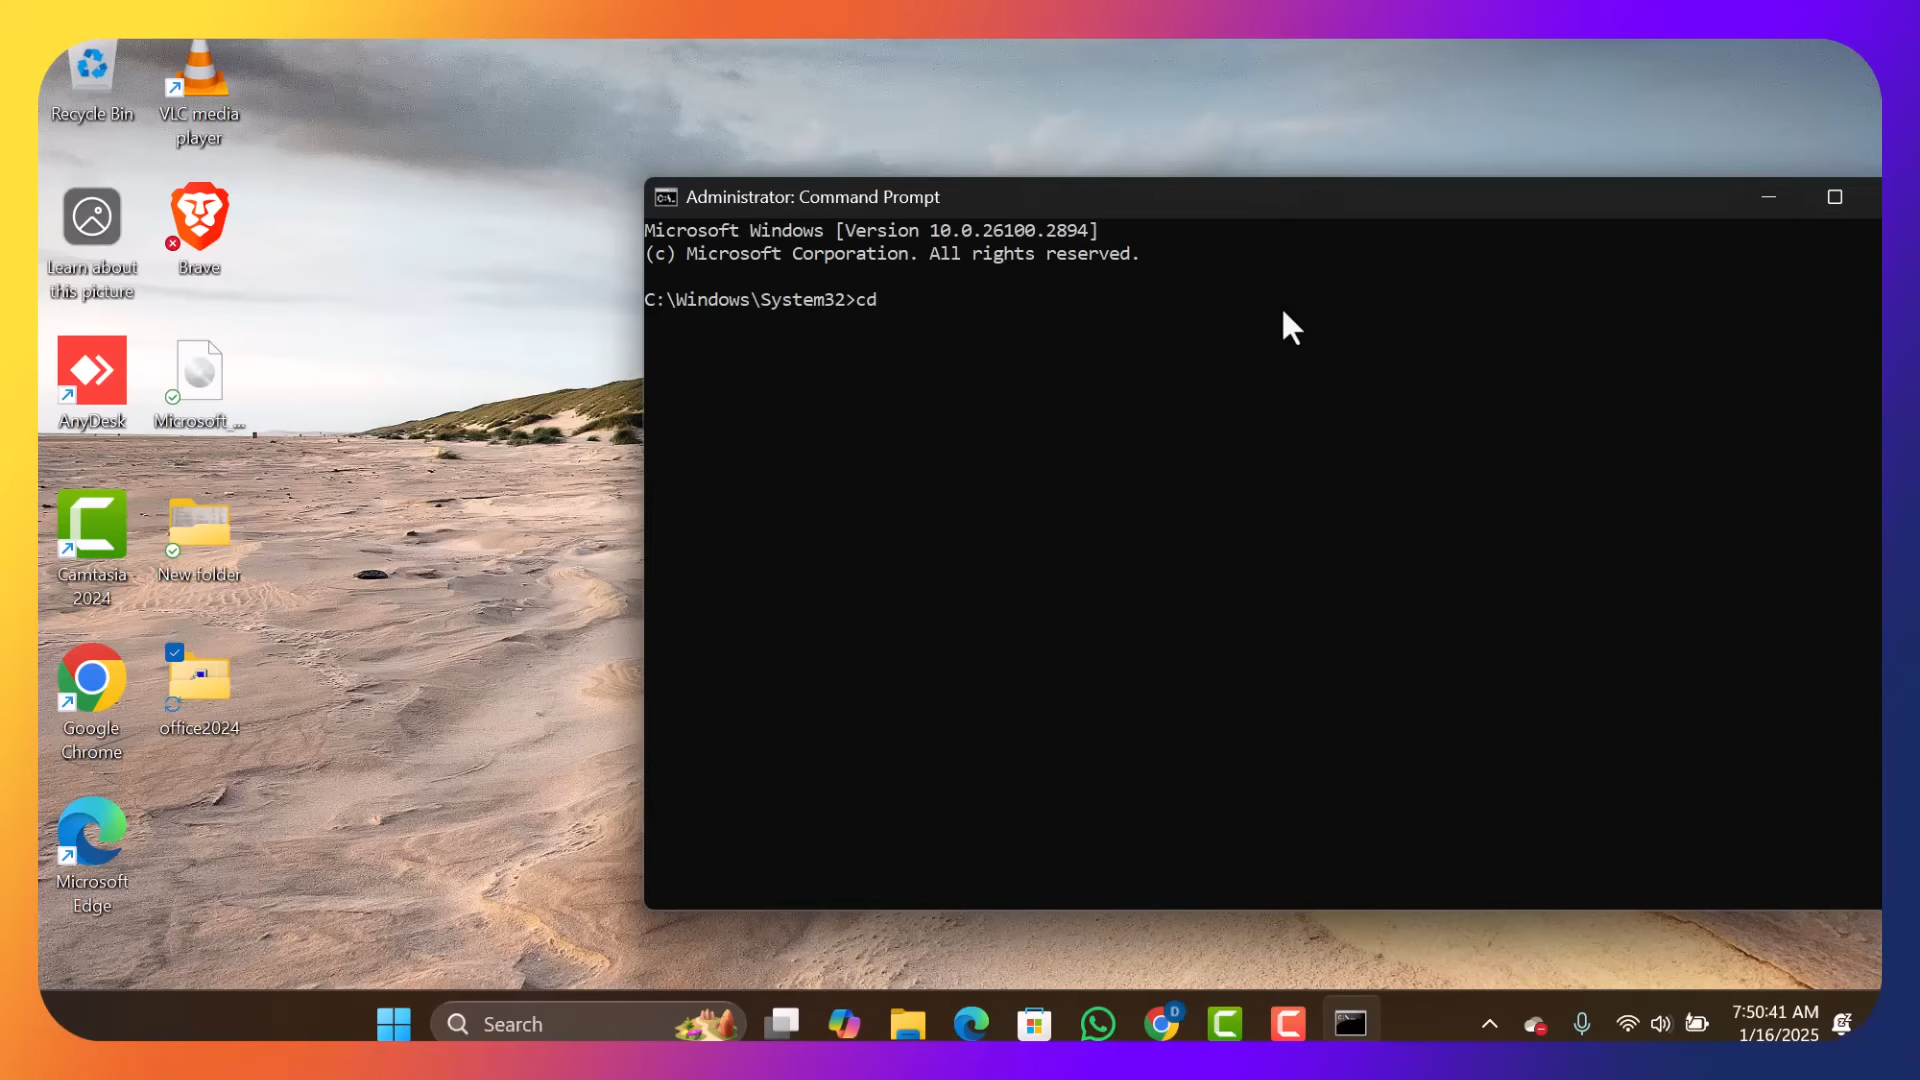 Recycle Bin
VLC media
player
Learn about
this picture
Brave
AnyDesk
Microsoft_...
Camtasia
2024
New folder
Google
Chrome
office2024
Microsoft
Edge
Administrator: Command Prompt
Microsoft Windows [Version 10.0.26100.2894]
(c) Microsoft Corporation. All rights reserved.
C:\Windows\System32>cd
Search
D
7:50:41 AM
1/16/2025